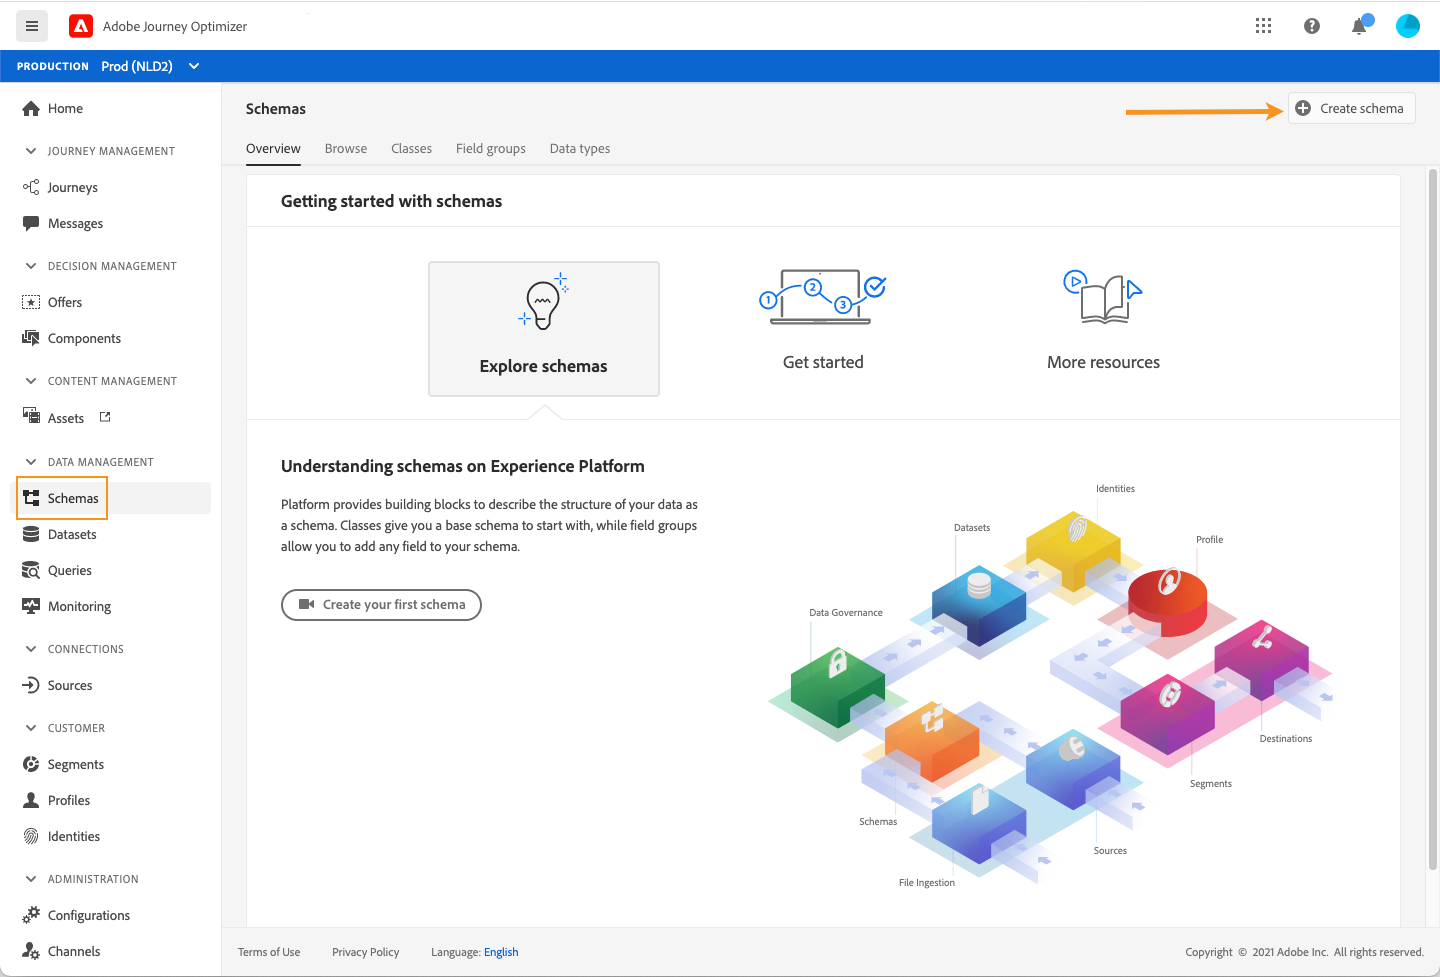 Adobe Journey Optimizer
PRODUCTION Prod (NLD2)
Home
JOURNEY MANAGEMENT
Journeys
Messages
DECISION MANAGEMENT
Offers
Components
CONTENT MANAGEMENT
Assets
DATA MANAGEMENT
Schemas
Datasets
Queries
Monitoring
CONNECTIONS
Sources
CUSTOMER
Segments
Profiles
Identities
ADMINISTRATION
Configurations
Channels
Schemas
Create schema
Overview Browse Classes Field groups Data types
Getting started with schemas
Explore schemas
1 2 3
Get started
More resources
Understanding schemas on Experience Platform
Platform provides building blocks to describe the structure of your data as
a schema. Classes give you a base schema to start with, while field groups
allow you to add any field to your schema.
Create your first schema
Identities
Datasets
Profile
Data Governance
Destinations
Segments
Schemas
Sources
File Ingestion
Terms of Use Privacy Policy Language: English
Copyright © 2021 Adobe Inc. All rights reserved.